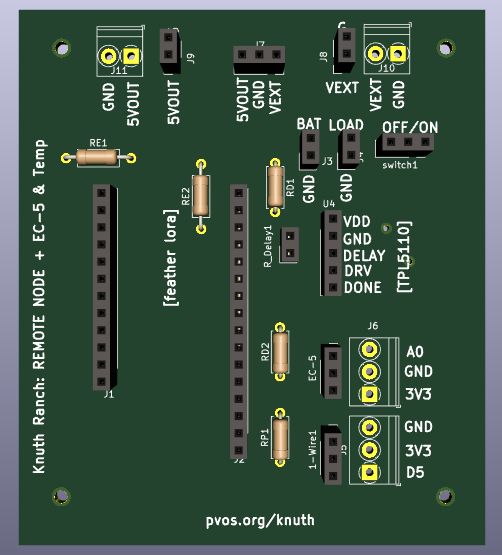 J11
GND
5VOUT
5VOUT
J9
J7
5VOUT
GND
VEXT
J8
VEXT
J10
VEXT
GND
RE1
BAT
LOAD
OFF/ON
switch1
J3
GND
GND
RE2
RD1
[feather lora]
R_Delay1
U4
VDD
GND
DELAY
DRV
DONE
[TPL5110]
Knuth Ranch: REMOTE NODE + EC-5 & Temp
J1
J2
RD2
EC-5
J6
A0
GND
3V3
RP1
1-Wire1
J5
GND
3V3
D5
pvos.org/knuth